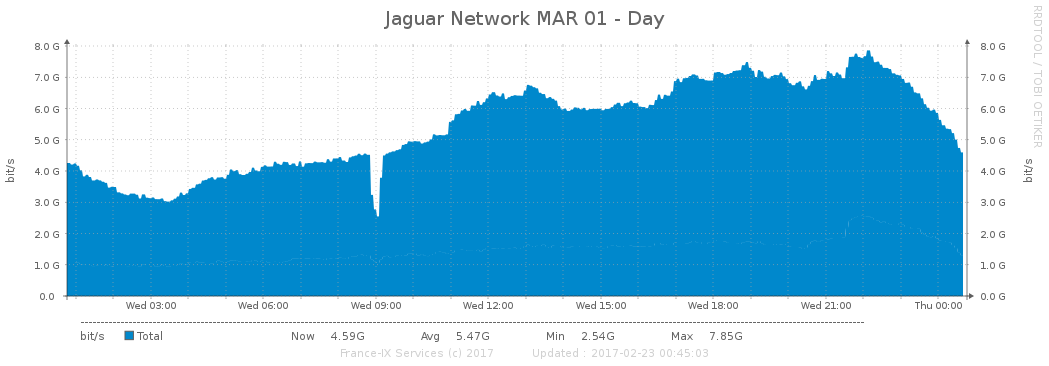 Jaguar Network MAR 01 - Day
RRDTOOL / TOBI OETIKER
8.0 G 8.0 G
7.0 G 7.0 G
6.0 G 6.0 G
5.0 G 5.0 G
4.0 G 4.0 G
3.0 G 3.0 G
2.0 G 2.0 G
1.0 G 1.0 G
0.0 0.0 G
bit/s bit/s
Wed 03:00 Wed 06:00 Wed 09:00 Wed 12:00 Wed 15:00 Wed 18:00 Wed 21:00 Thu 00:00
bit/s Total Now 4.59G Avg 5.47G Min 2.54G Max 7.85G
France-IX Services (c) 2017 Updated : 2017-02-23 00:45:03